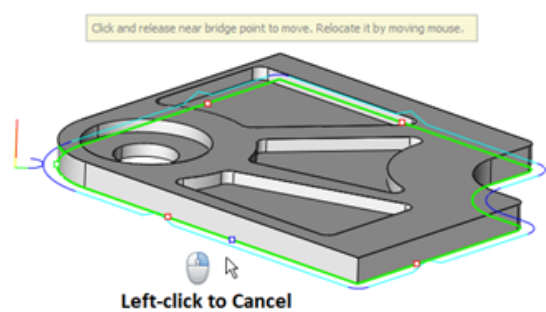 Click and release near bridge point to move. Relocate it by moving mouse.
Left-click to Cancel